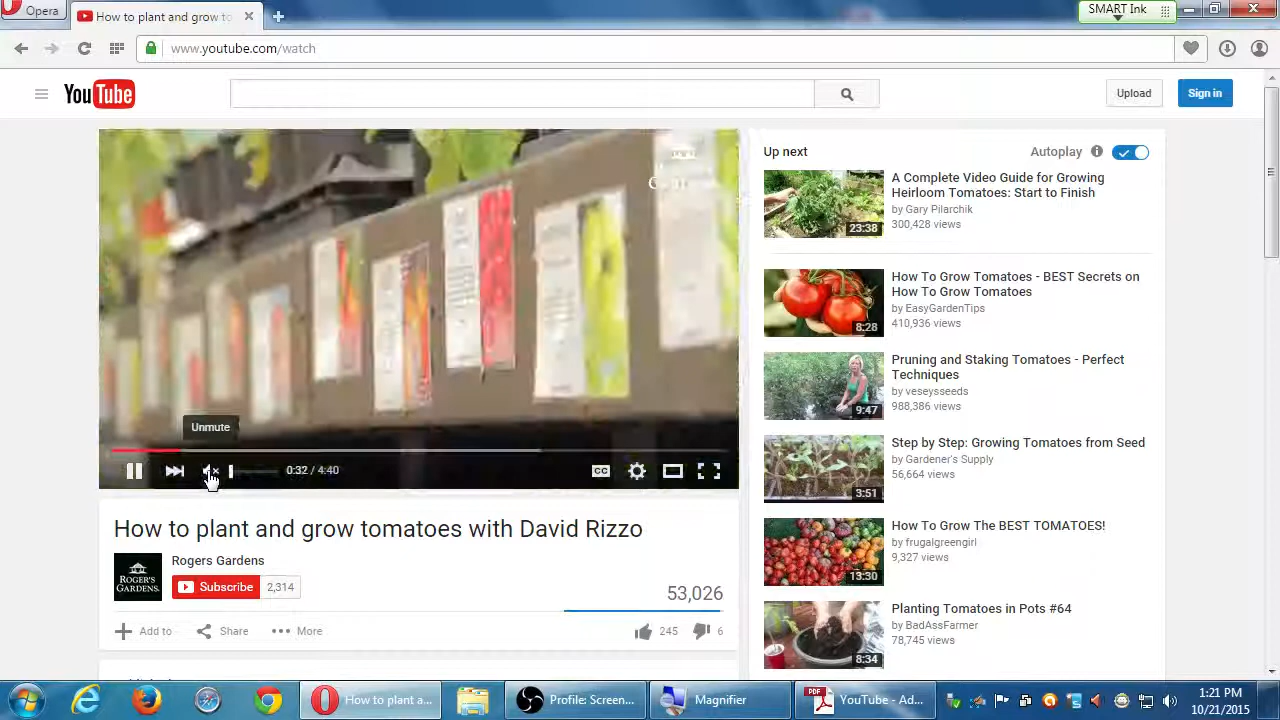 Opera
How to plant and grow to
SMART Ink
www.youtube.com/watch
YouTube
Upload
Sign in
Up next
Autoplay
A Complete Video Guide for Growing
Heirloom Tomatoes: Start to Finish
by Gary Pilarchik
300,428 views
23:38
How To Grow Tomatoes - BEST Secrets on
How To Grow Tomatoes
by EasyGardenTips
410,936 views
8:28
Pruning and Staking Tomatoes - Perfect
Techniques
by veseysseeds
988,386 views
9:47
Unmute
0:32 / 4:40
CC
Step by Step: Growing Tomatoes from Seed
by Gardener's Supply
56,664 views
3:51
How to plant and grow tomatoes with David Rizzo
ROGER'S
GARDENS
Rogers Gardens
Subscribe
2,314
53,026
Add to
Share
More
245
6
How To Grow The BEST TOMATOES!
by frugalgreengirl
9,327 views
13:30
Planting Tomatoes in Pots #64
by BadAssFarmer
78,745 views
8:34
How to plant a...
Profile: Screen...
Magnifier
PDF
YouTube - Ad...
1:21 PM
10/21/2015